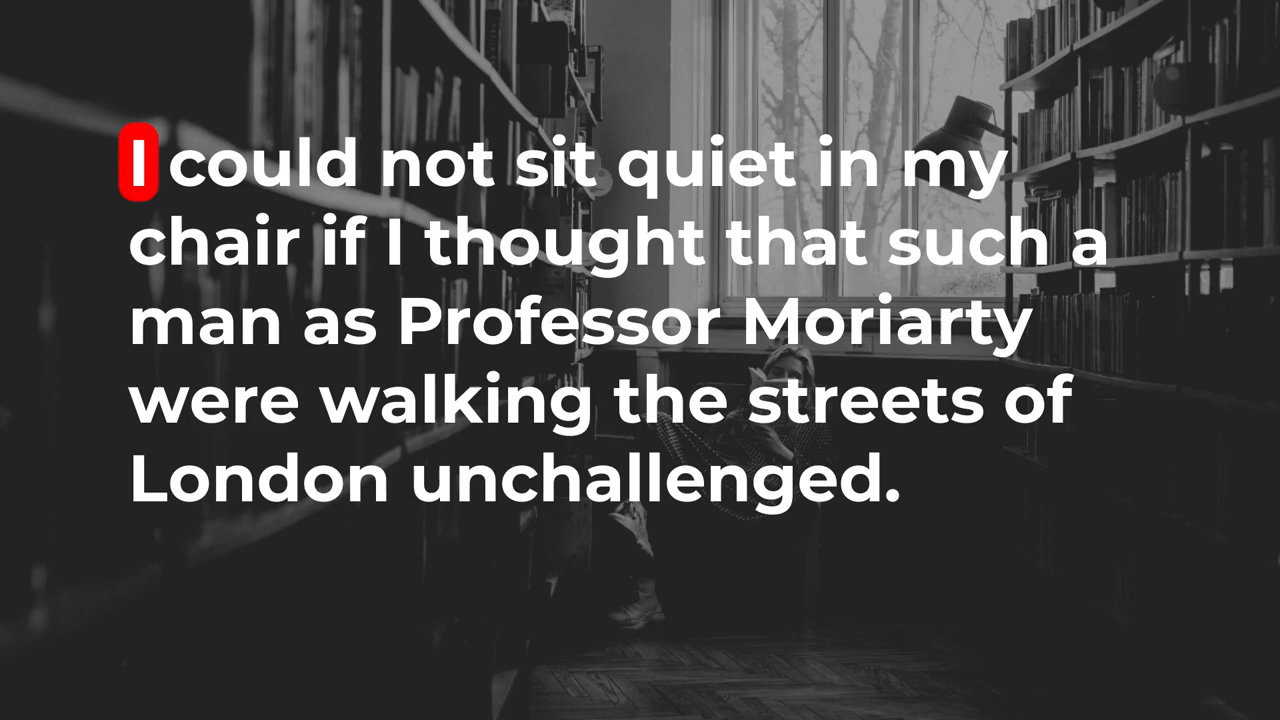 I could not sit quiet in my
chair if I thought that such a
man as Professor Moriarty
were walking the streets of
London unchallenged.